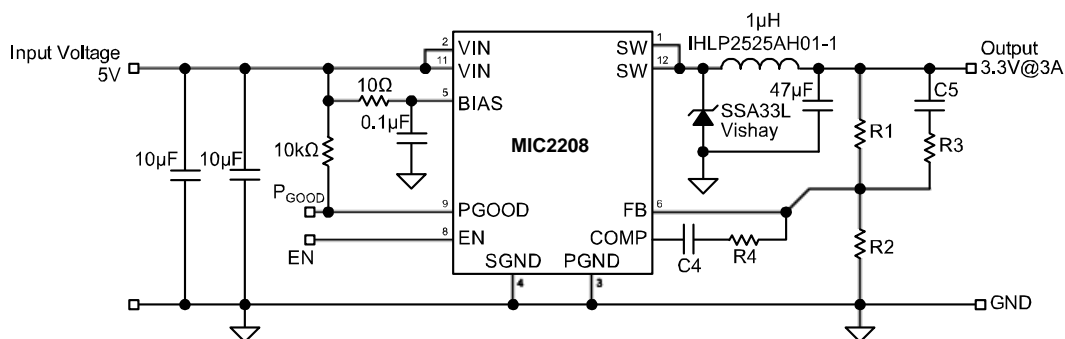 1µH
IHLP2525AH01-1
Input Voltage
5V
Output
3.3V@3A
2
VIN
11
VIN
1
SW
12
SW
10Ω
5
BIAS
0.1µF
MIC2208
47µF
SSA33L
Vishay
C5
R1
R3
10µF
10µF
10kΩ
PGOOD
9
PGOOD
6
FB
8
EN
EN
COMP
C4
R4
R2
SGND
PGND
4
3
GND